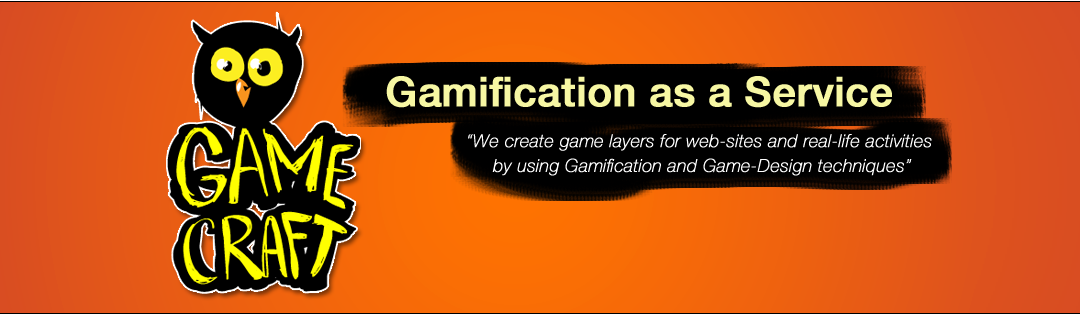 GAME
CRAFT
Gamification as a Service
“We create game layers for web-sites and real-life activities
by using Gamification and Game-Design techniques”